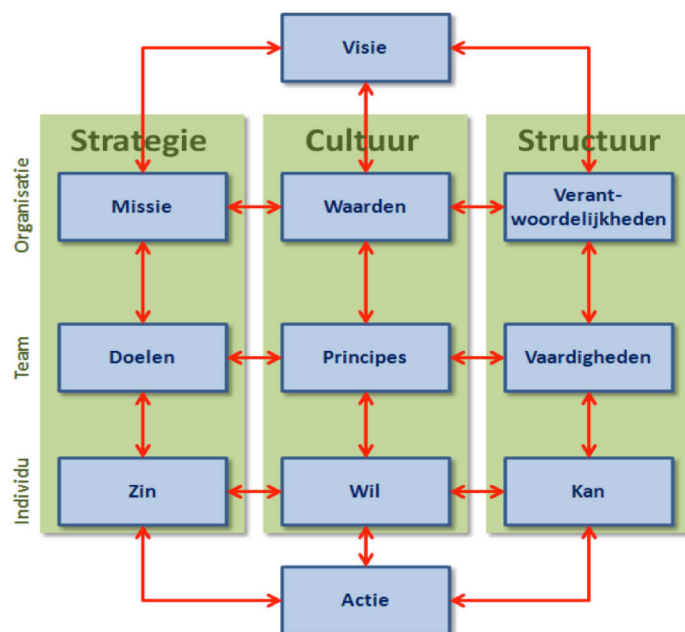 Visie
Strategie Cultuur Structuur
Organisatie
Missie
Waarden
Verant-
woordelijkheden
Team
Doelen
Principes
Vaardigheden
Individu
Zin
Wil
Kan
Actie